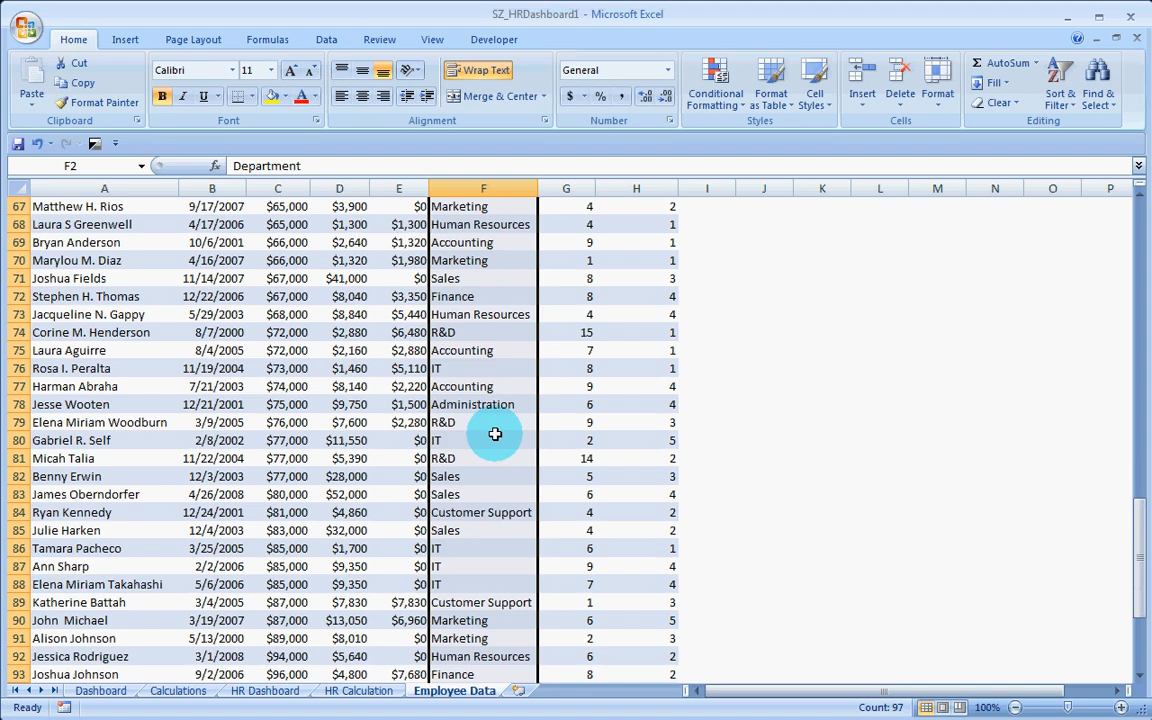 SZ_HRDashboard1 - Microsoft Excel
Home Insert Page Layout Formulas Data Review View Developer
Paste Cut Copy Format Painter Clipboard
Calibri 11 A A B I U A Font
Wrap Text Merge & Center Alignment
General $ % , Number
Conditional Formatting Format as Table Cell Styles Styles
Insert Delete Format Cells
AutoSum Fill Clear Sort & Filter Find & Select Editing
F2 fx Department
A B C D E F G H I J K L M N O P
67 Matthew H. Rios 9/17/2007 $65,000 $3,900 $0 Marketing 4 2
68 Laura S Greenwell 4/17/2006 $65,000 $1,300 $1,300 Human Resources 4 1
69 Bryan Anderson 10/6/2001 $66,000 $2,640 $1,320 Accounting 9 1
70 Marylou M. Diaz 4/16/2007 $66,000 $1,320 $1,980 Marketing 1 1
71 Joshua Fields 11/14/2007 $67,000 $41,000 $0 Sales 8 3
72 Stephen H. Thomas 12/22/2006 $67,000 $8,040 $3,350 Finance 8 4
73 Jacqueline N. Gappy 5/29/2003 $68,000 $8,840 $5,440 Human Resources 4 4
74 Corine M. Henderson 8/7/2000 $72,000 $2,880 $6,480 R&D 15 1
75 Laura Aguirre 8/4/2005 $72,000 $2,160 $2,880 Accounting 7 1
76 Rosa I. Peralta 11/19/2004 $73,000 $1,460 $5,110 IT 8 1
77 Harman Abraha 7/21/2003 $74,000 $8,140 $2,220 Accounting 9 4
78 Jesse Wooten 12/21/2001 $75,000 $9,750 $1,500 Administration 6 4
79 Elena Miriam Woodburn 3/9/2005 $76,000 $7,600 $2,280 R&D 9 3
80 Gabriel R. Self 2/8/2002 $77,000 $11,550 $0 IT 2 5
81 Micah Talia 11/22/2004 $77,000 $5,390 $0 R&D 14 2
82 Benny Erwin 12/3/2003 $77,000 $28,000 $0 Sales 5 3
83 James Oberndorfer 4/26/2008 $80,000 $52,000 $0 Sales 6 4
84 Ryan Kennedy 12/24/2001 $81,000 $4,860 $0 Customer Support 4 2
85 Julie Harken 12/4/2003 $83,000 $32,000 $0 Sales 4 2
86 Tamara Pacheco 3/25/2005 $85,000 $1,700 $0 IT 6 1
87 Ann Sharp 2/2/2006 $85,000 $9,350 $0 IT 9 4
88 Elena Miriam Takahashi 5/6/2006 $85,000 $9,350 $0 IT 7 4
89 Katherine Battah 3/4/2005 $87,000 $7,830 $7,830 Customer Support 1 3
90 John Michael 3/19/2007 $87,000 $13,050 $6,960 Marketing 6 5
91 Alison Johnson 5/13/2000 $89,000 $8,010 $0 Marketing 2 3
92 Jessica Rodriguez 3/1/2008 $94,000 $5,640 $0 Human Resources 6 2
93 Joshua Johnson 9/2/2006 $96,000 $4,800 $7,680 Finance 8 2
Dashboard Calculations HR Dashboard HR Calculation Employee Data
Ready Count: 97 100%